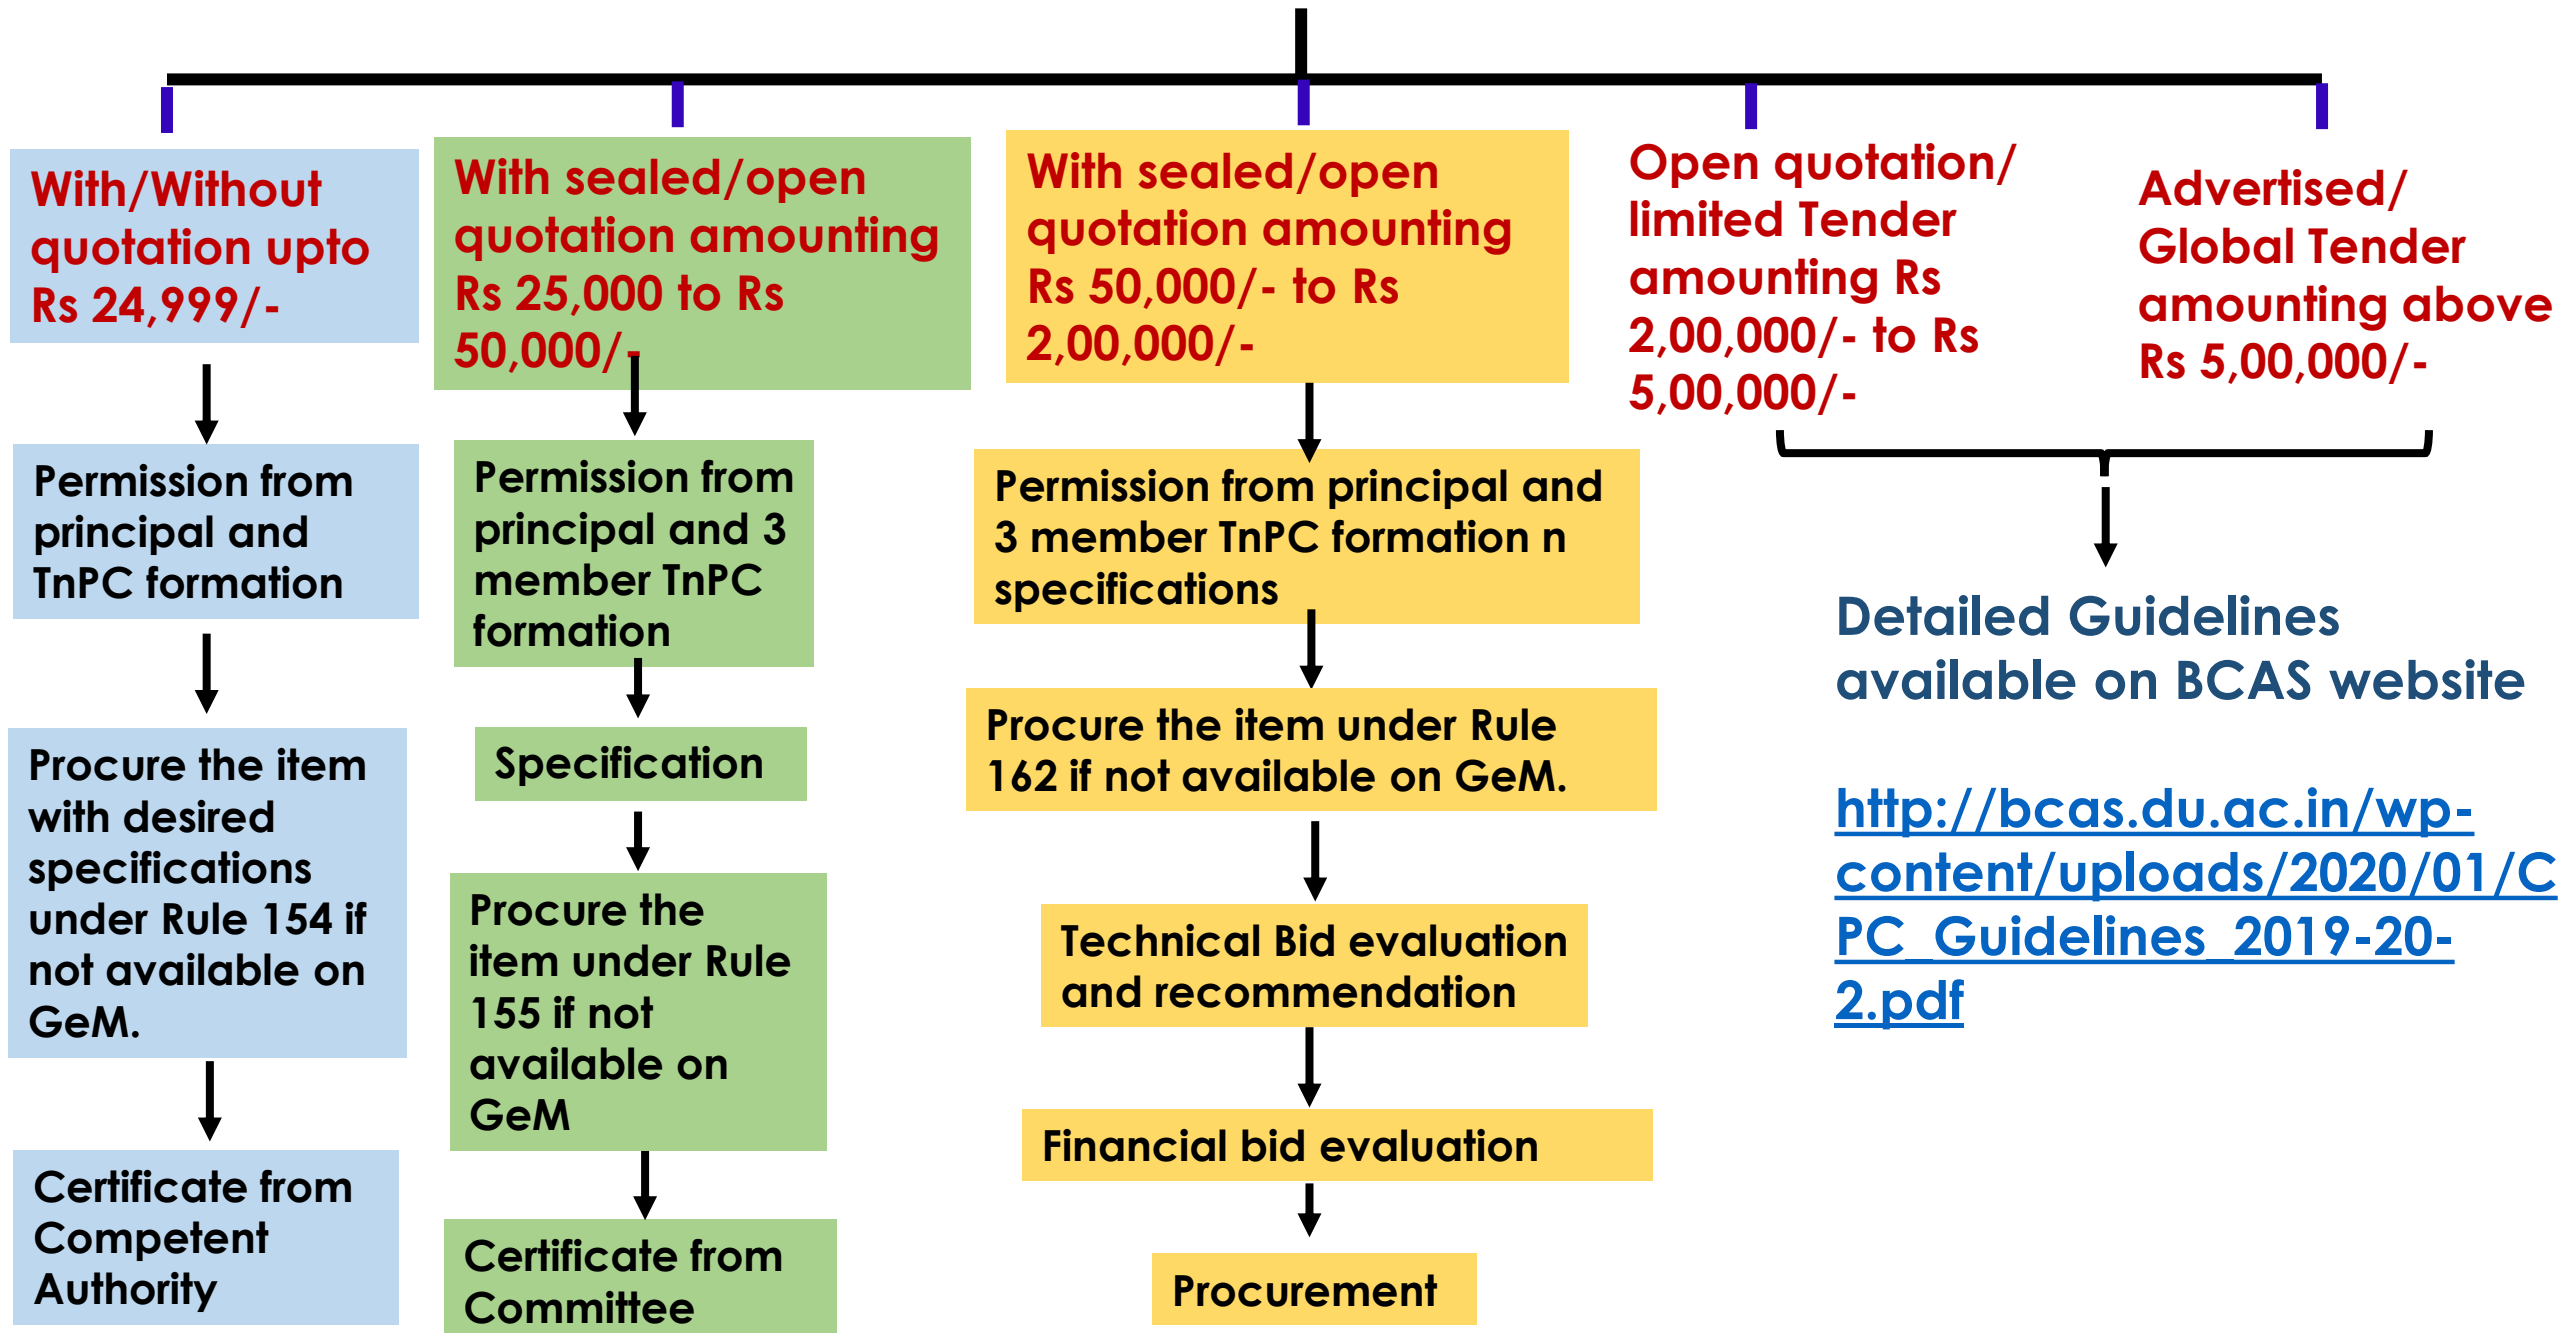 With/Without
quotation upto
Rs 24,999/-
Permission from
principal and
TnPC formation
Procure the item
with desired
specifications
under Rule 154 if
not available on
GeM.
Certificate from
Competent
Authority
With sealed/open
quotation amounting
Rs 25,000 to Rs
50,000/-
Permission from
principal and 3
member TnPC
formation
Specification
Procure the
item under Rule
155 if not
available on
GeM
Certificate from
Committee
With sealed/open
quotation amounting
Rs 50,000/- to Rs
2,00,000/-
Permission from principal and
3 member TnPC formation n
specifications
Procure the item under Rule
162 if not available on GeM.
Technical Bid evaluation
and recommendation
Financial bid evaluation
Procurement
Open quotation/
limited Tender
amounting Rs
2,00,000/- to Rs
5,00,000/-
Advertised/
Global Tender
amounting above
Rs 5,00,000/-
Detailed Guidelines
available on BCAS website
http://bcas.du.ac.in/wp-
content/uploads/2020/01/C
PC_Guidelines_2019-20-
2.pdf